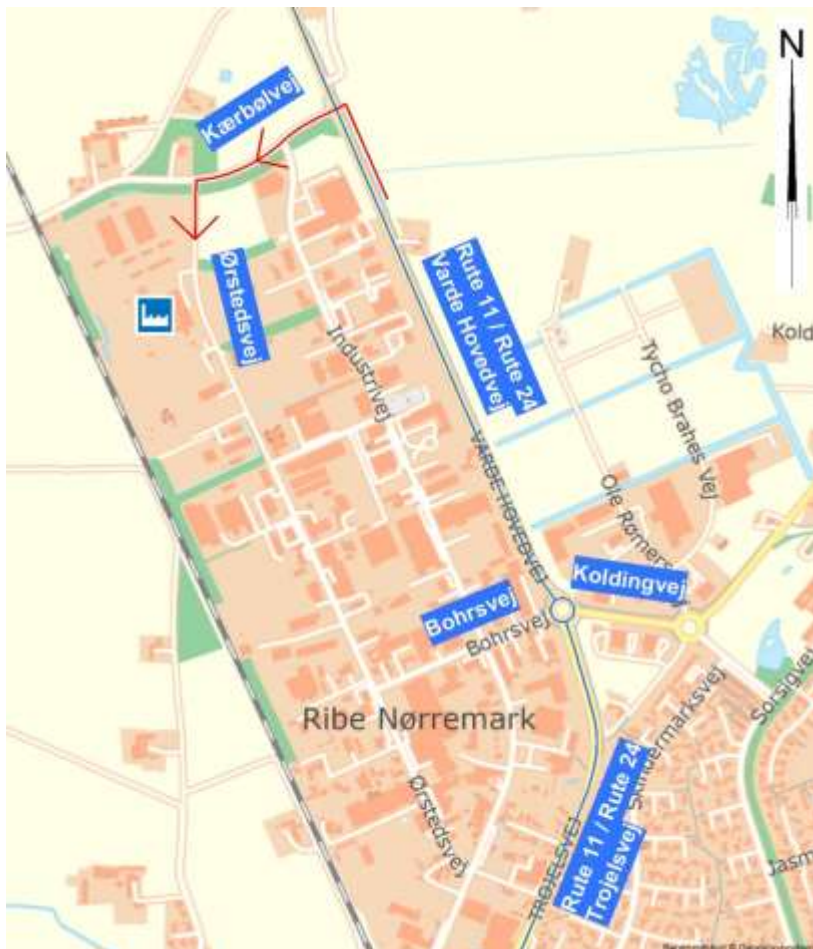 N
Kærbølvej
Ørstedsvej
Rute 11 / Rute 24
Varde Hovedvej
Kold
Industrivej
Tycho Brahes Vej
VARDE HOVEDVEJ
Ole Rømers
Koldingvej
Bohrsvej
Bohrsvej
Ribe Nørremark
Sorsigvej
Skindermarksvej
Rute 11 / Rute 24
Trojelsvej
Ørstedsvej
TROJELSVEJ
Jasm